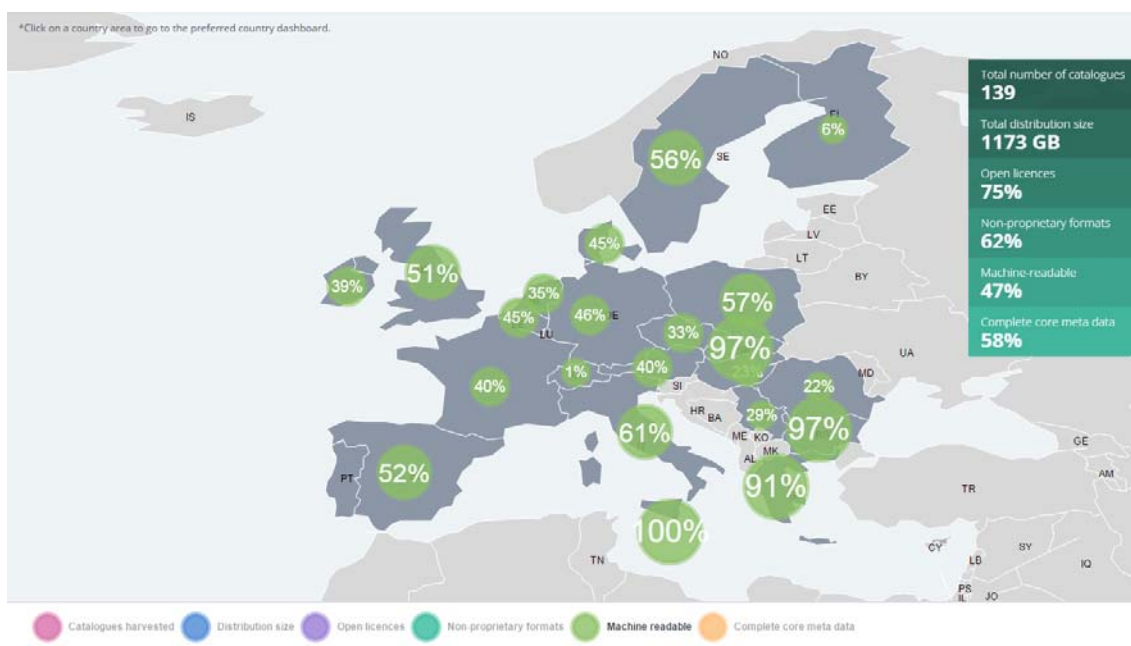 *Click on a country area to go to the preferred country dashboard.
NO
Total number of catalogues
139
IS
FI
6%
Total distribution size
1173 GB
56%
SE
Open licences
75%
EE
Non-proprietary formats
62%
LV
45%
LT
BY
51%
Machine-readable
47%
39%
35%
57%
45%
46%
DE
33%
Complete core meta data
58%
LU
97%
UA
23%
40%
1%
40%
22%
MD
SI
HR
BA
29%
61%
97%
ME
KO
GE
AL
MK
52%
PT
91%
TR
AM
100%
CY
SY
TN
LB
IQ
PS
IL
JO
Catalogues harvested
Distribution size
Open licences
Non-proprietary formats
Machine readable
Complete core meta data